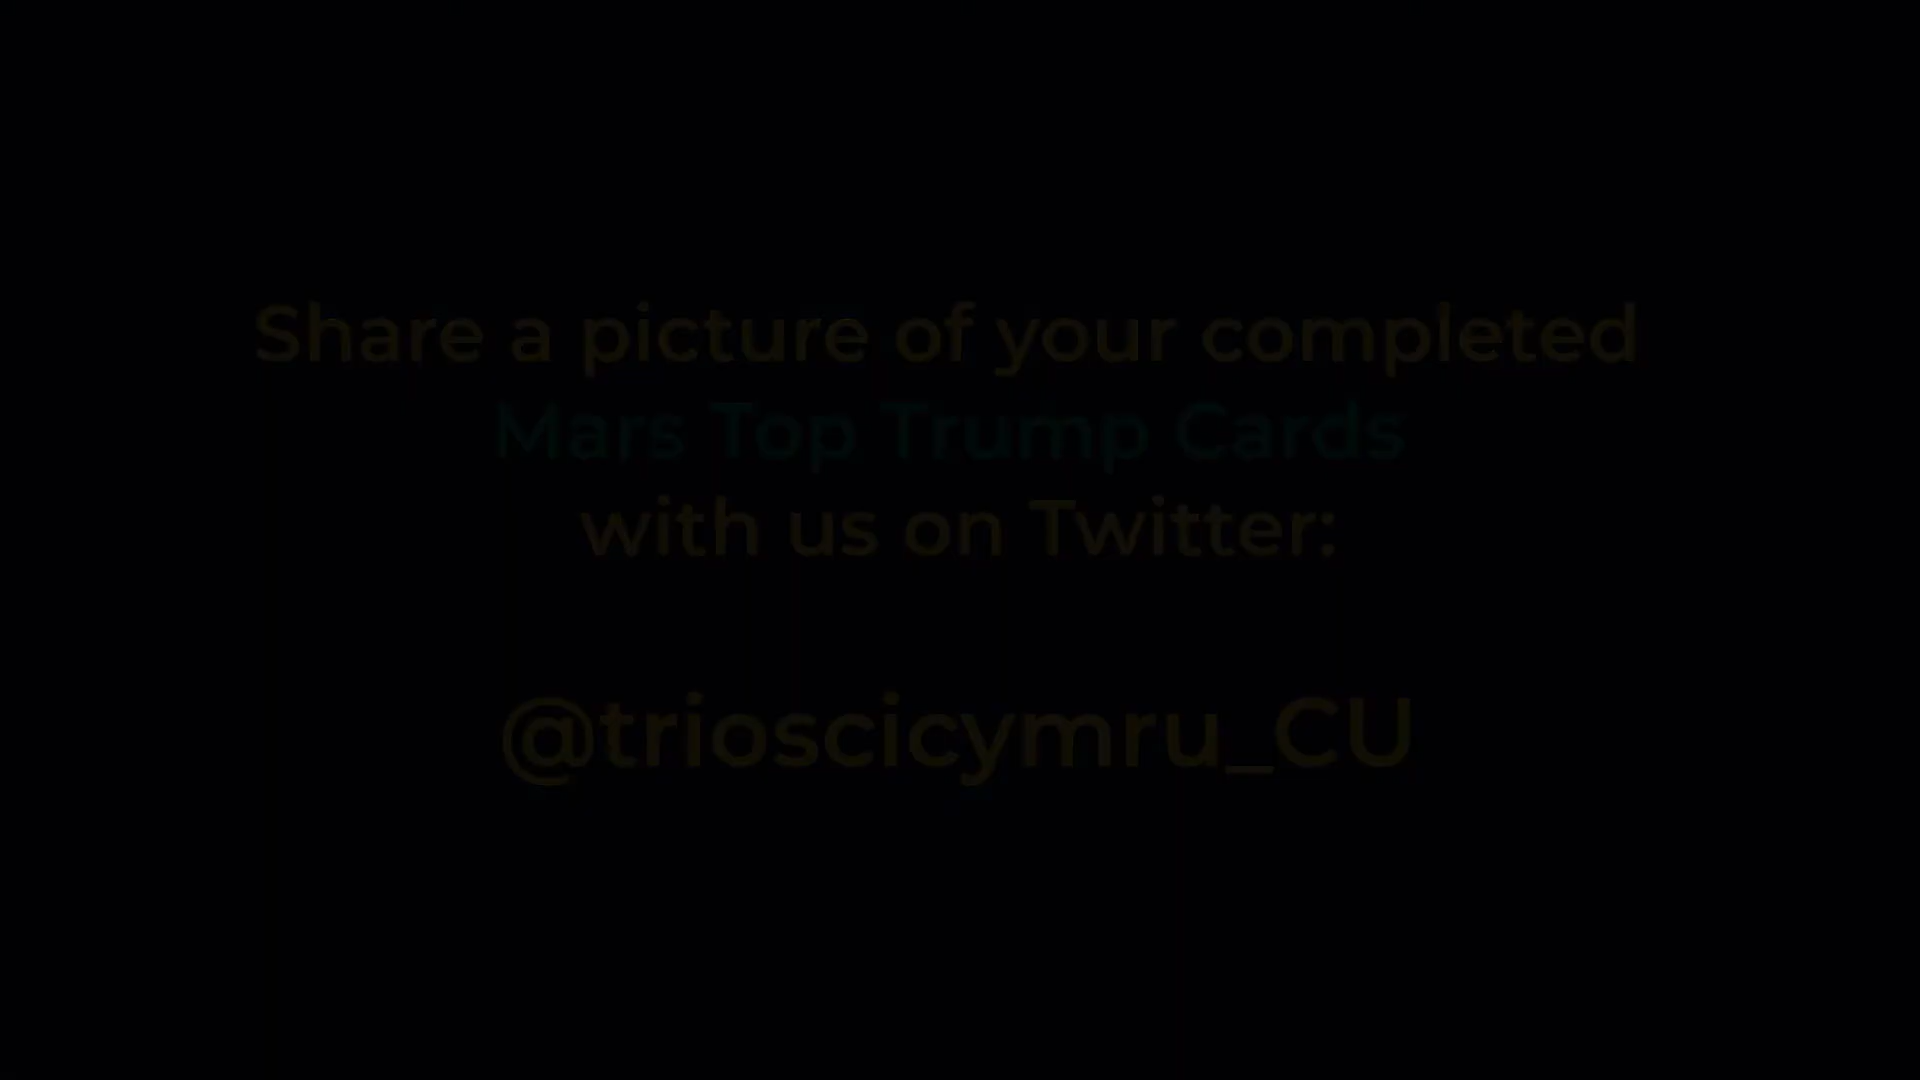 Share a picture of your completed
Mars Top Trump Cards
with us on Twitter:
@trioscicymru_CU